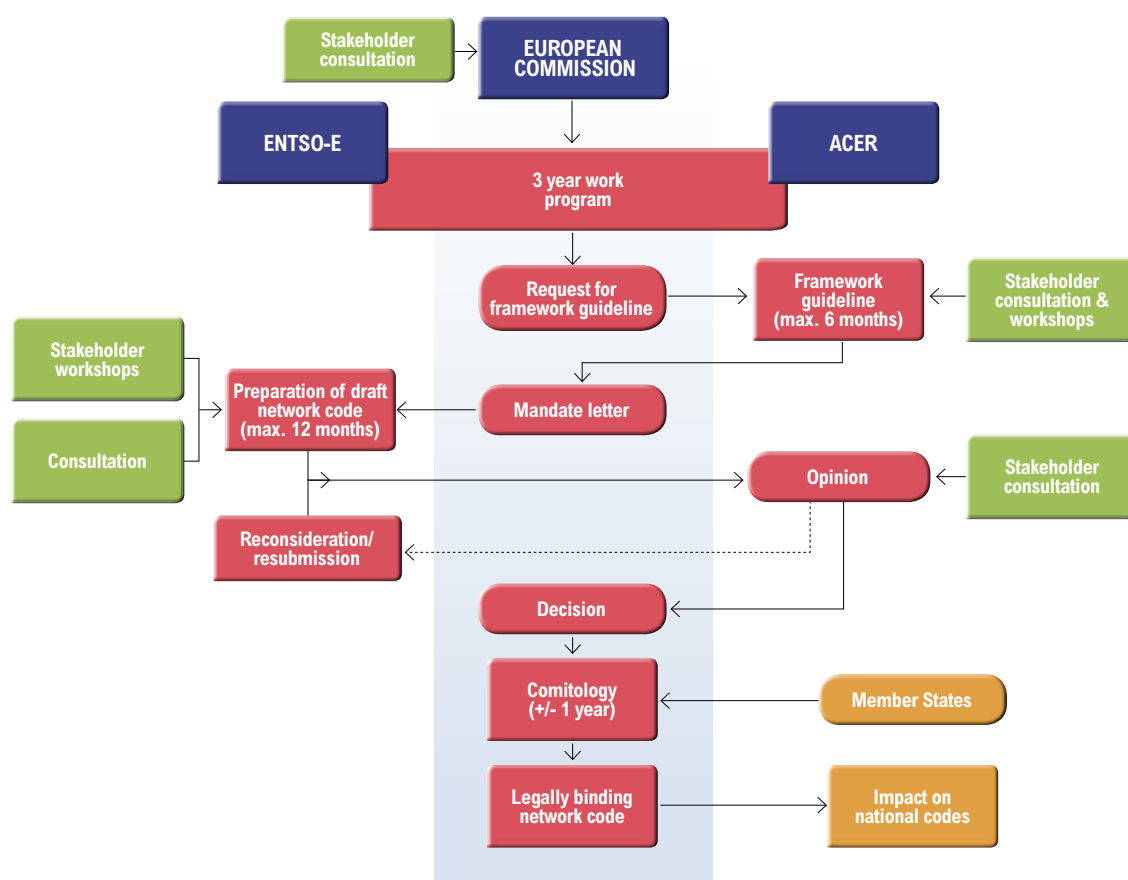 Stakeholder
consultation
EUROPEAN
COMMISSION
ENTSO-E
ACER
3 year work
program
Request for
framework guideline
Framework
guideline
(max. 6 months)
Stakeholder
consultation &
workshops
Stakeholder
workshops
Preparation of draft
network code
(max. 12 months)
Mandate letter
Consultation
Opinion
Stakeholder
consultation
Reconsideration/
resubmission
Decision
Comitology
(+/- 1 year)
Member States
Legally binding
network code
Impact on
national codes